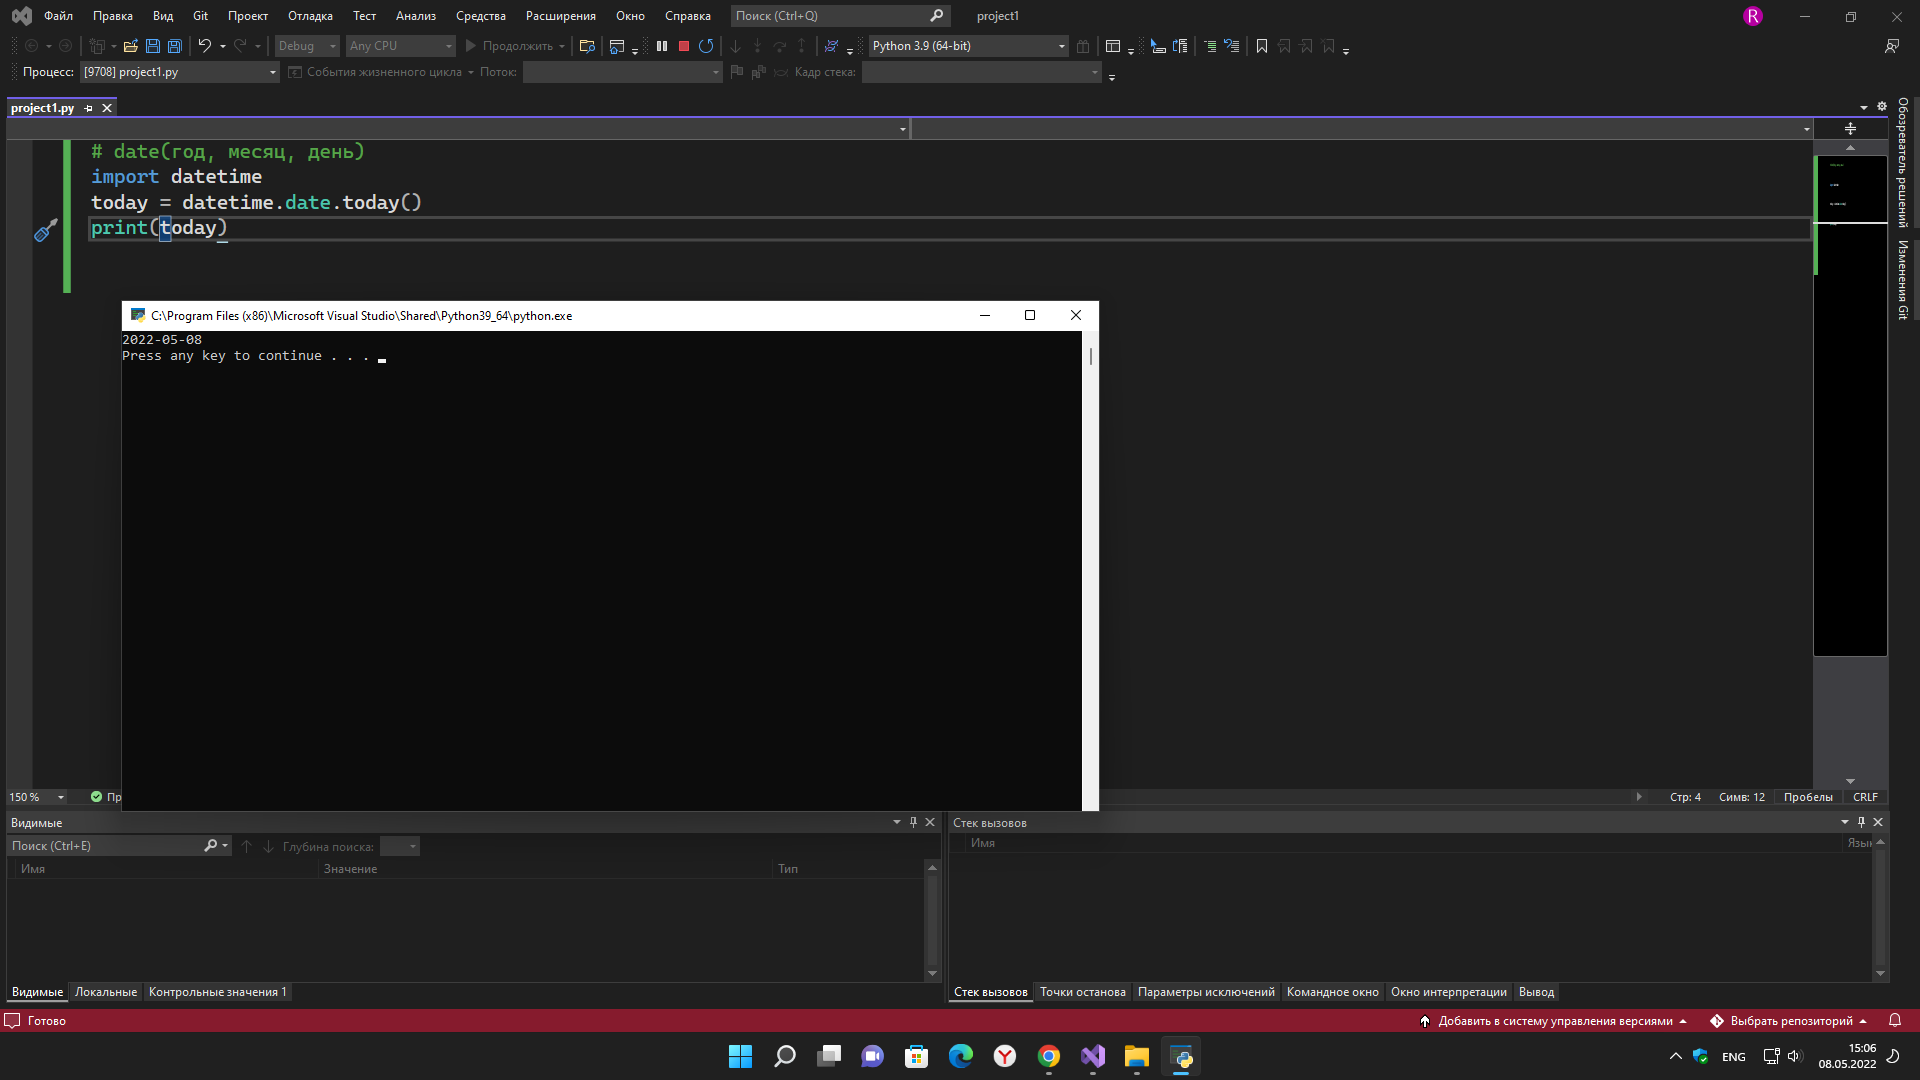 Файл Правка Вид Git Проект Отладка Тест Анализ Средства Расширения Окно Справка Поиск (Ctrl+Q) project1 R
Debug Any CPU Продолжить Python 3.9 (64-bit)
Процесс: [9708] project1.py События жизненного цикла Поток: Кадр стека:
project1.py
# date(год, месяц, день)
import datetime
today = datetime.date.today()
print(today)
C:\Program Files (x86)\Microsoft Visual Studio\Shared\Python39_64\python.exe
2022-05-08
Press any key to continue . . .
Обозреватель решений
Изменения Git
150 % Пр Стр: 4 Симв: 12 Пробелы CRLF
Видимые
Поиск (Ctrl+E) Глубина поиска:
Имя Значение Тип
Видимые Локальные Контрольные значения 1
Стек вызовов
Имя Язык
Стек вызовов Точки останова Параметры исключений Командное окно Окно интерпретации Вывод
Готово Добавить в систему управления версиями Выбрать репозиторий
ENG 15:06
08.05.2022